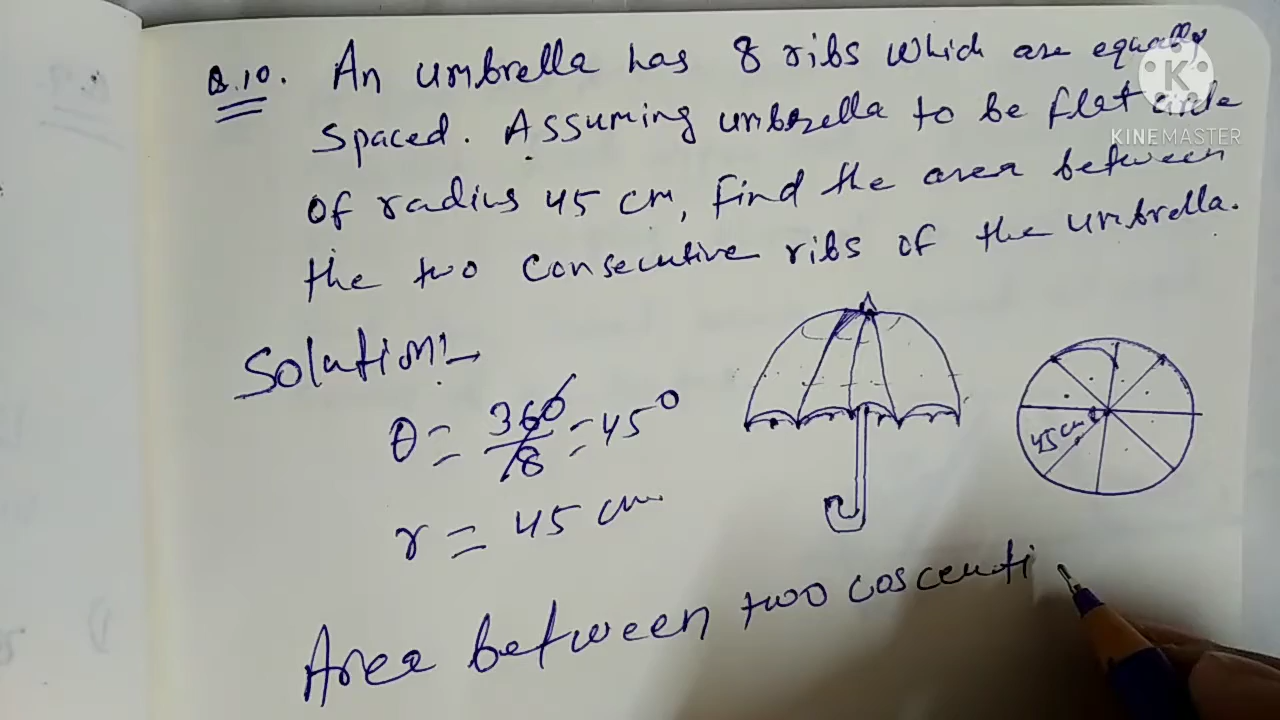 Q.10. An umbrella has 8 ribs which are equally
spaced. Assuming umbrella to be flat circle
of radius 45 cm, find the area between
the two consecutive ribs of the umbrella.
Solution:-
θ = 360/8 = 45°
r = 45 cm
45 cm
Area between two coscenti
K
KINEMASTER